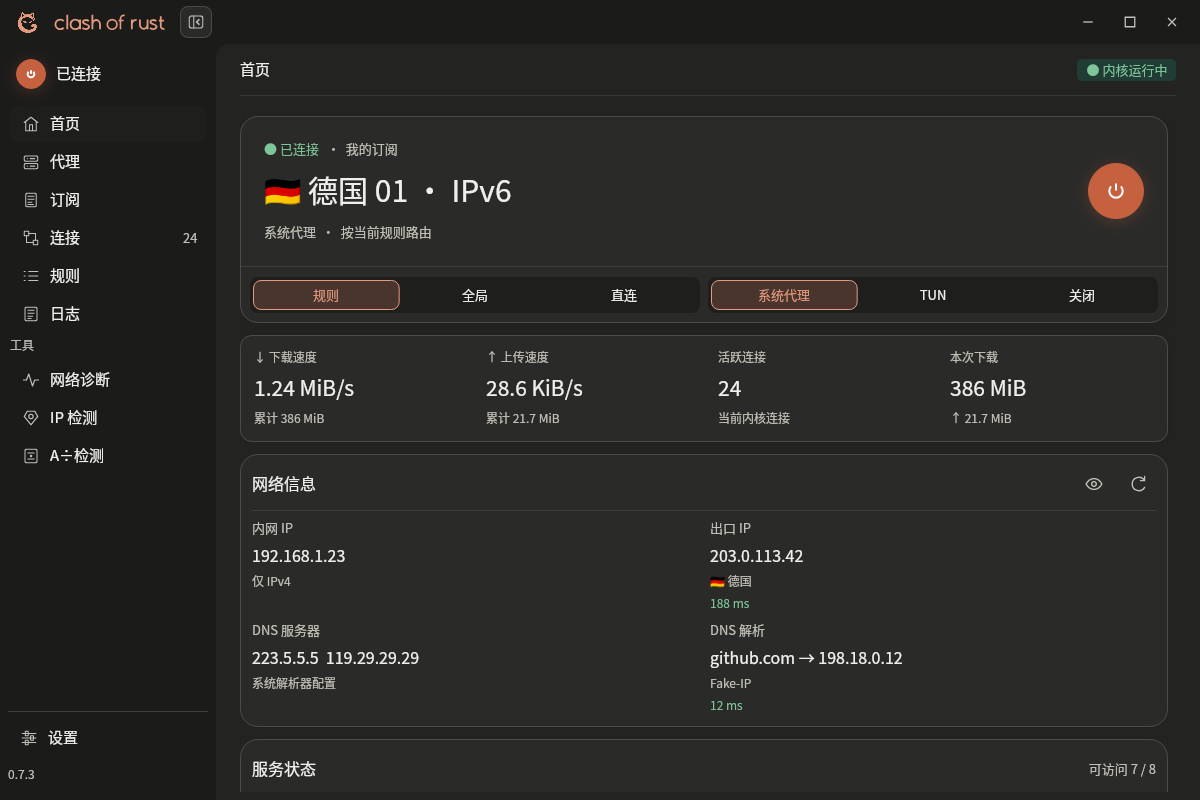 clash of rust
已连接
首页
代理
订阅
连接 24
规则
日志
工具
网络诊断
IP 检测
A÷检测
设置
0.7.3
首页
内核运行中
已连接 • 我的订阅
德国 01 • IPv6
系统代理 • 按当前规则路由
规则 全局 直连 系统代理 TUN 关闭
↓ 下载速度
1.24 MiB/s
累计 386 MiB
↑ 上传速度
28.6 KiB/s
累计 21.7 MiB
活跃连接
24
当前内核连接
本次下载
386 MiB
↑ 21.7 MiB
网络信息
内网 IP
192.168.1.23
仅 IPv4
出口 IP
203.0.113.42
德国
188 ms
DNS 服务器
223.5.5.5 119.29.29.29
系统解析器配置
DNS 解析
github.com → 198.18.0.12
Fake-IP
12 ms
服务状态
可访问 7 / 8